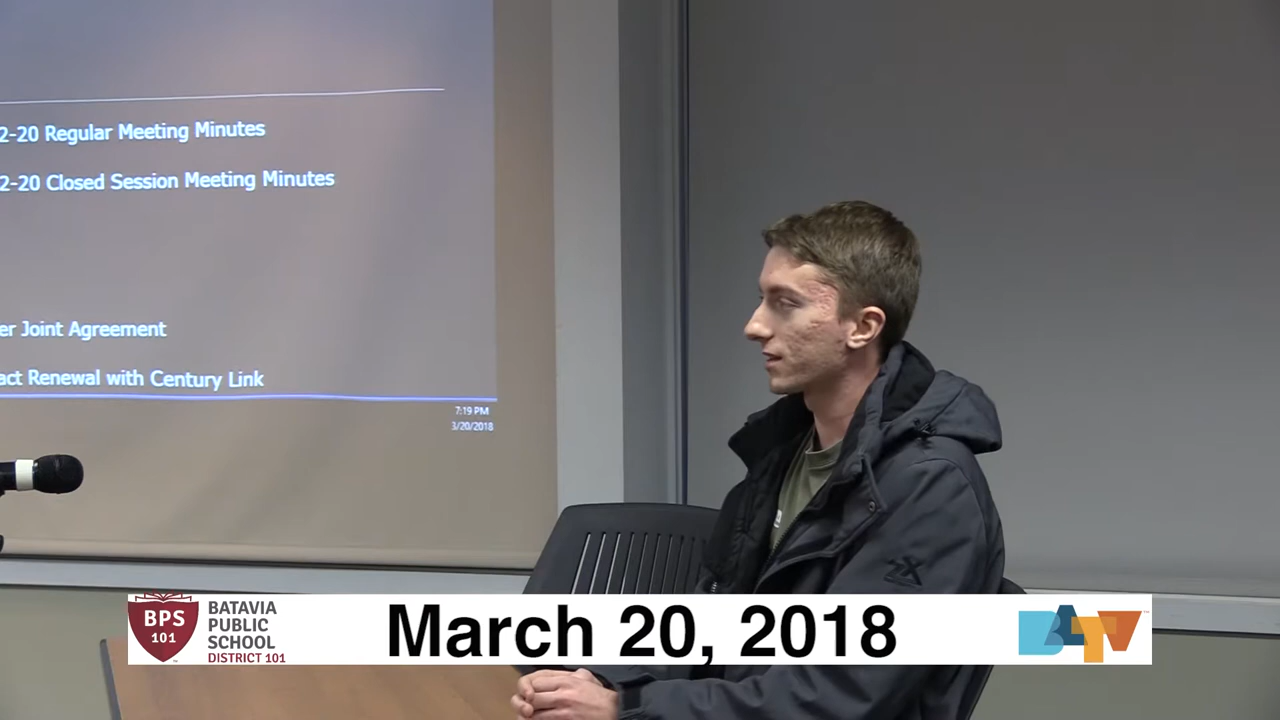 2-20 Regular Meeting Minutes
2-20 Closed Session Meeting Minutes
er Joint Agreement
act Renewal with Century Link
7:19 PM
3/20/2018
BPS
101
BATAVIA
PUBLIC
SCHOOL
DISTRICT 101
March 20, 2018
BATV